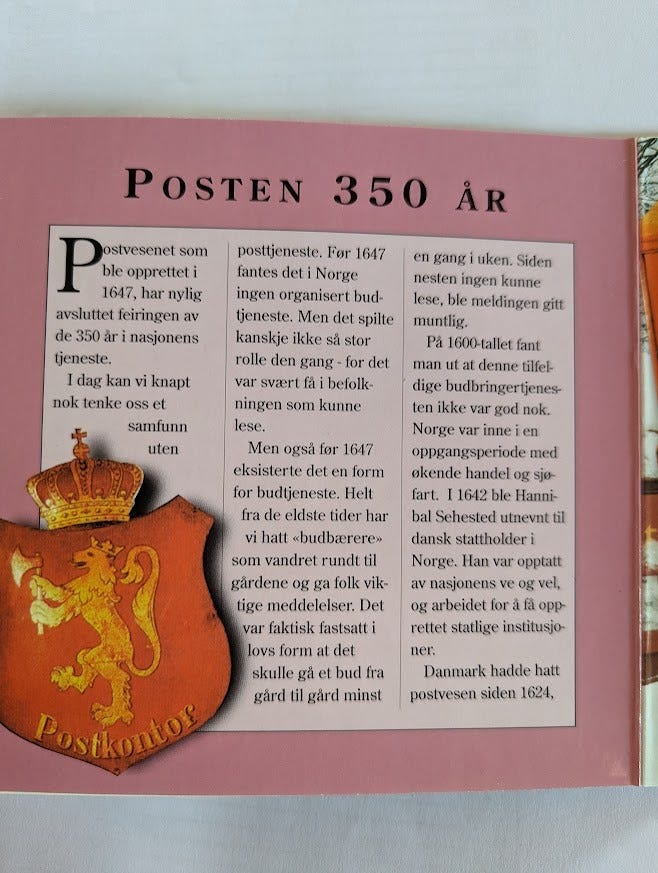 POSTEN 350 ÅR
Postvesenet som
ble opprettet i
1647, har nylig
avsluttet feiringen av
de 350 år i nasjonens
tjeneste.
I dag kan vi knapt
nok tenke oss et
samfunn
uten
posttjeneste. Før 1647
fantes det i Norge
ingen organisert bud-
tjeneste. Men det spilte
kanskje ikke så stor
rolle den gang - for det
var svært få i befolk-
ningen som kunne
lese.
Men også før 1647
eksisterte det en form
for budtjeneste. Helt
fra de eldste tider har
vi hatt «budbærere»
som vandret rundt til
gårdene og ga folk vik-
tige meddelelser. Det
var faktisk fastsatt i
lovs form at det
skulle gå et bud fra
gård til gård minst
en gang i uken. Siden
nesten ingen kunne
lese, ble meldingen gitt
muntlig.
På 1600-tallet fant
man ut at denne tilfel-
dige budbringertjenes-
ten ikke var god nok.
Norge var inne i en
oppgangsperiode med
økende handel og sjø-
fart. I 1642 ble Hanni-
bal Sehested utnevnt til
dansk stattholder i
Norge. Han var opptatt
av nasjonens ve og vel,
og arbeidet for å få opp-
rettet statlige institusjo-
ner.
Danmark hadde hatt
postvesen siden 1624,
Postkontor